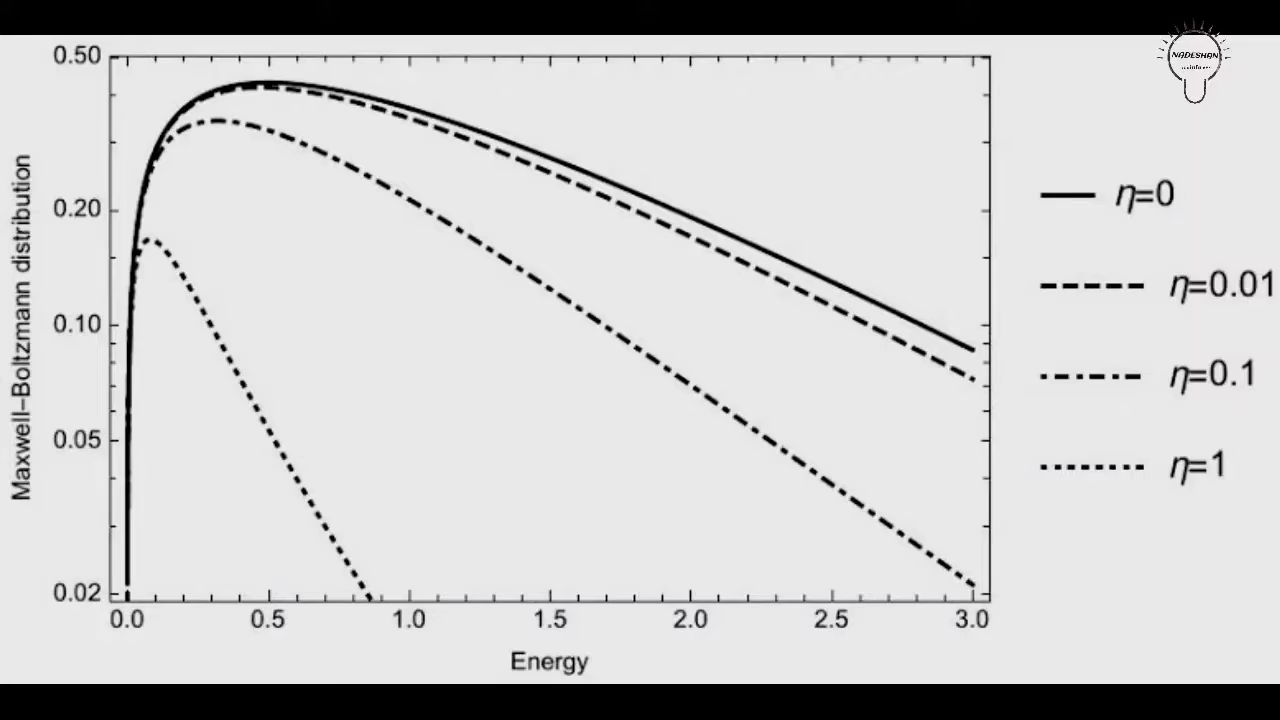 NADESHAN
0.50
0.20
0.10
0.05
0.02
Maxwell–Boltzmann distribution
0.0 0.5 1.0 1.5 2.0 2.5 3.0
Energy
η=0
η=0.01
η=0.1
η=1